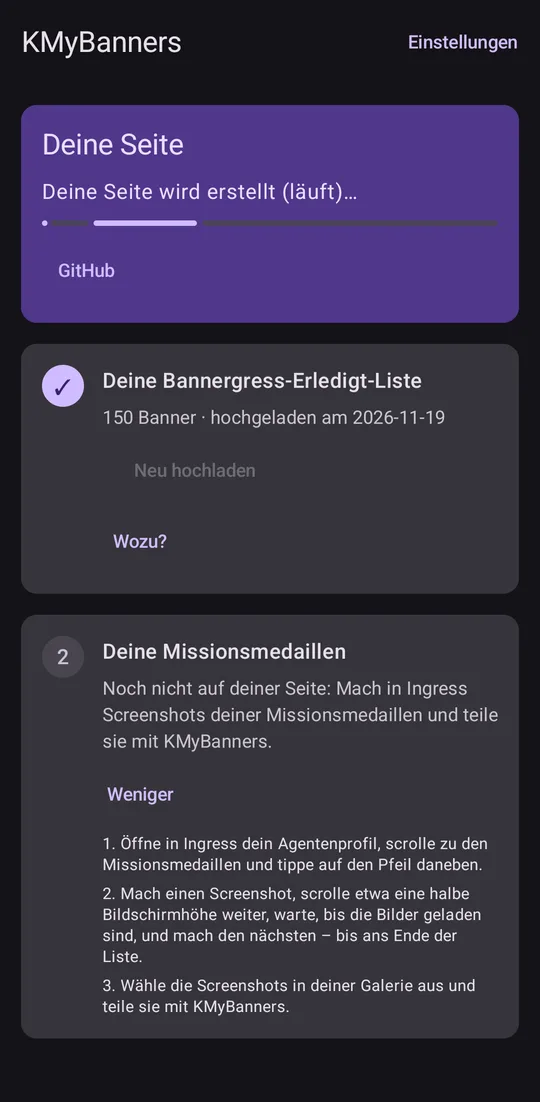 KMyBanners
Einstellungen
Deine Seite
Deine Seite wird erstellt (läuft)…
GitHub
✓
Deine Bannergress-Erledigt-Liste
150 Banner · hochgeladen am 2026-11-19
Neu hochladen
Wozu?
2
Deine Missionsmedaillen
Noch nicht auf deiner Seite: Mach in Ingress
Screenshots deiner Missionsmedaillen und teile
sie mit KMyBanners.
Weniger
1. Öffne in Ingress dein Agentenprofil, scrolle zu den
Missionsmedaillen und tippe auf den Pfeil daneben.
2. Mach einen Screenshot, scrolle etwa eine halbe
Bildschirmhöhe weiter, warte, bis die Bilder geladen
sind, und mach den nächsten – bis ans Ende der
Liste.
3. Wähle die Screenshots in deiner Galerie aus und
teile sie mit KMyBanners.